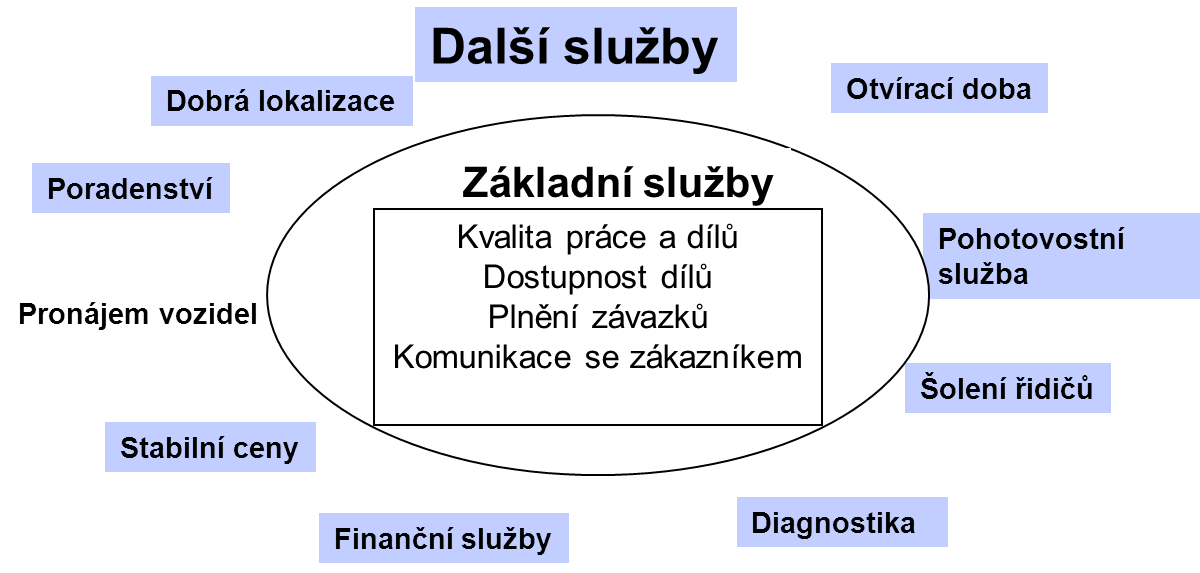 Další služby
Dobrá lokalizace
Otvírací doba
Poradenství
Základní služby
Kvalita práce a dílů
Dostupnost dílů
Plnění závazků
Komunikace se zákazníkem
Pohotovostní
služba
Pronájem vozidel
Šolení řidičů
Stabilní ceny
Finanční služby
Diagnostika